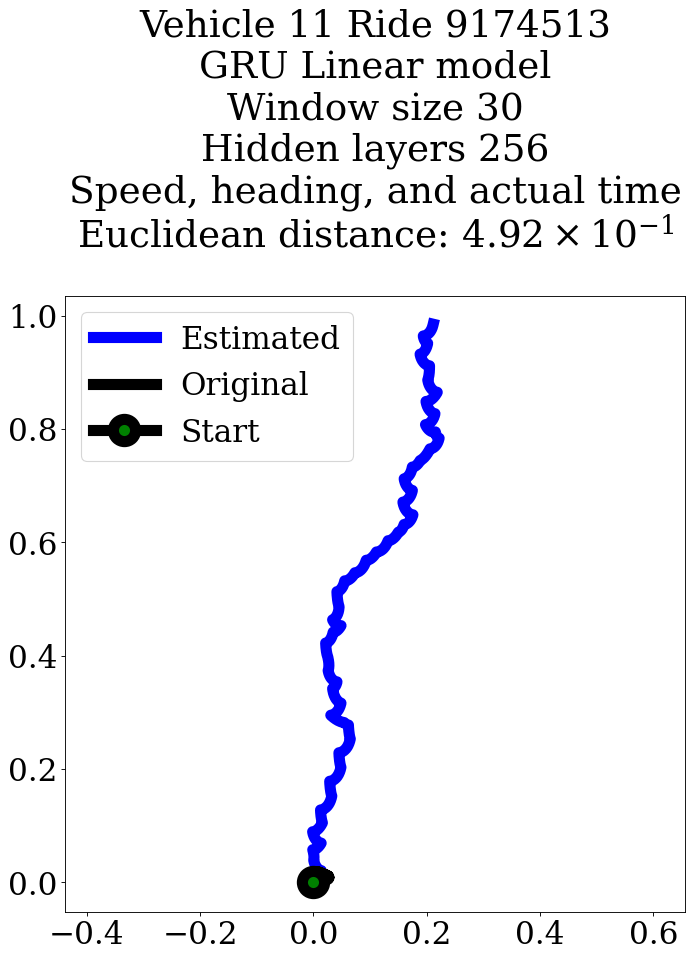 Vehicle 11 Ride 9174513
GRU Linear model
Window size 30
Hidden layers 256
Speed, heading, and actual time
Euclidean distance: 4.92 × 10⁻¹
Estimated
Original
Start
1.0
0.8
0.6
0.4
0.2
0.0
−0.4 −0.2 0.0 0.2 0.4 0.6